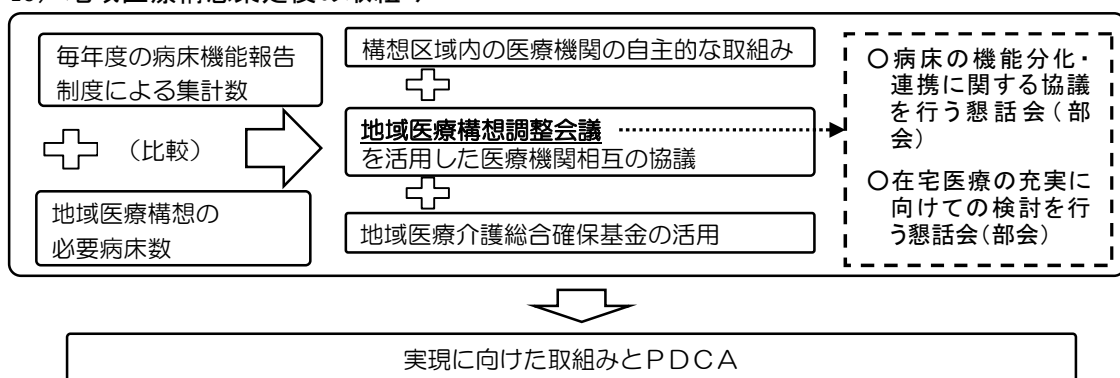 毎年度の病床機能報告
制度による集計数
(比較)
地域医療構想の
必要病床数
構想区域内の医療機関の自主的な取組み
地域医療構想調整会議
を活用した医療機関相互の協議
地域医療介護総合確保基金の活用
○病床の機能分化・
連携に関する協議
を行う懇話会(部
会)
○在宅医療の充実に
向けての検討を行
う懇話会(部会)
実現に向けた取組みとPDCA